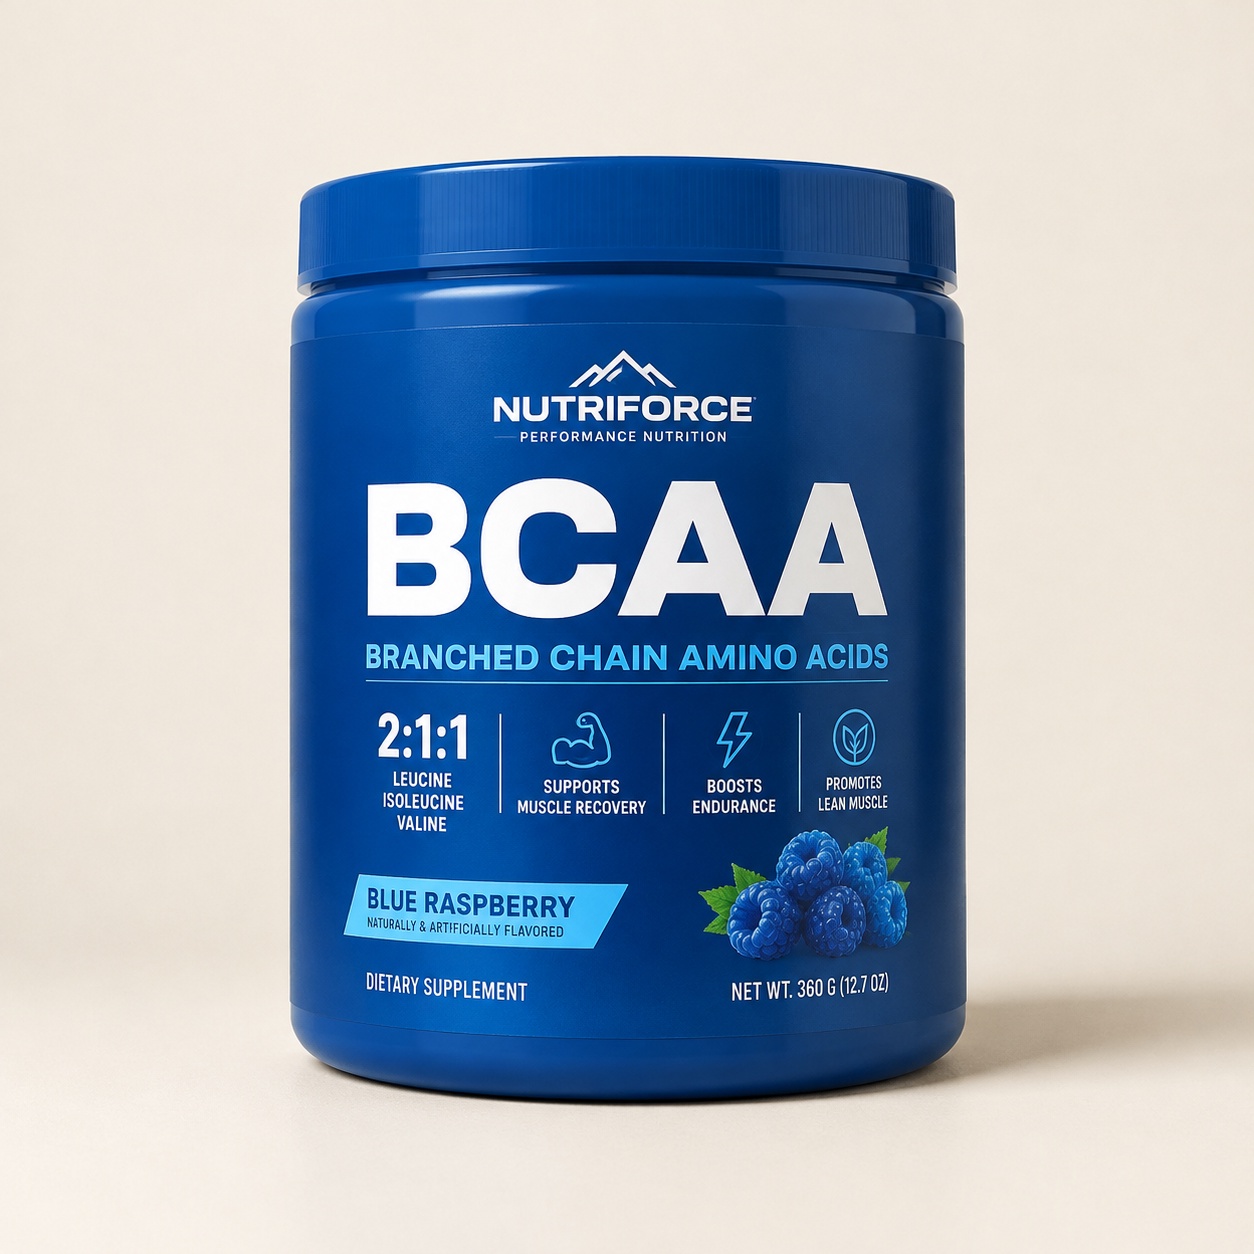 NUTRIFORCE
PERFORMANCE NUTRITION
BCAA
BRANCHED CHAIN AMINO ACIDS
2:1:1
LEUCINE
ISOLEUCINE
VALINE
SUPPORTS
MUSCLE RECOVERY
BOOSTS
ENDURANCE
PROMOTES
LEAN MUSCLE
BLUE RASPBERRY
NATURALLY & ARTIFICIALLY FLAVORED
DIETARY SUPPLEMENT
NET WT. 360 G (12.7 OZ)